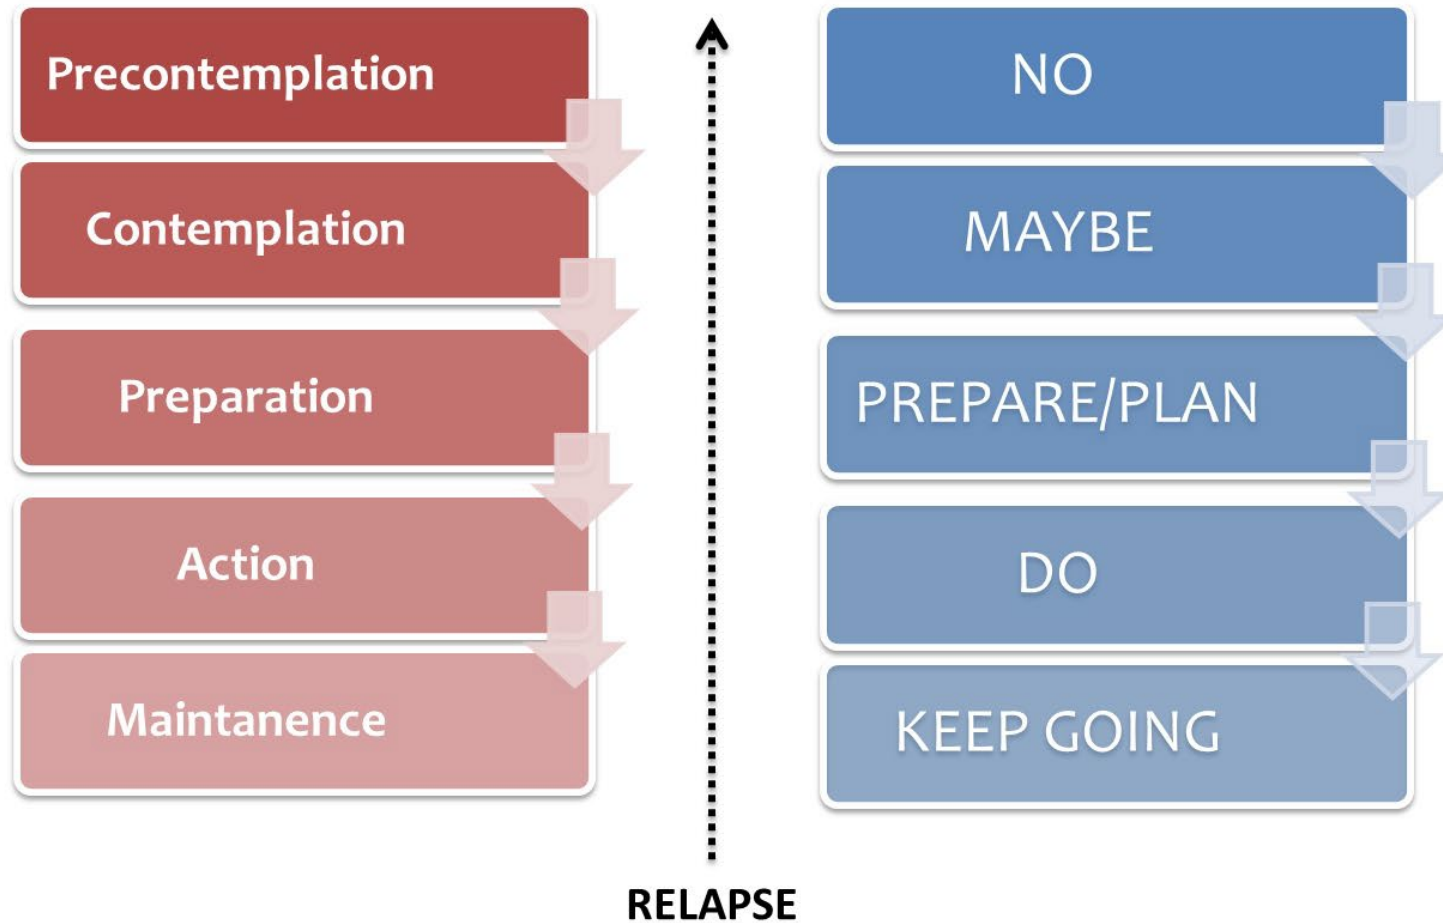 Precontemplation
Contemplation
Preparation
Action
Maintanence
NO
MAYBE
PREPARE/PLAN
DO
KEEP GOING
RELAPSE